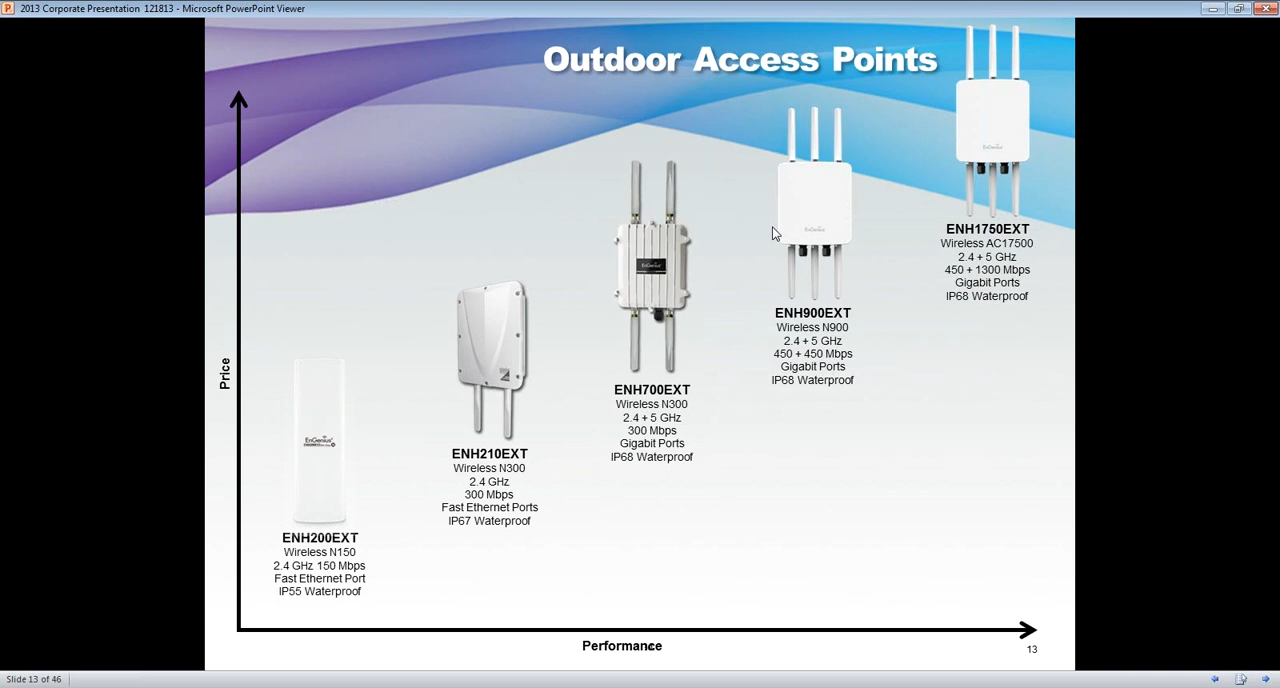 2013 Corporate Presentation 121813 - Microsoft PowerPoint Viewer
Outdoor Access Points
Price
EnGenius
ENH200EXT
Wireless N150
2.4 GHz 150 Mbps
Fast Ethernet Port
IP55 Waterproof
ENH210EXT
Wireless N300
2.4 GHz
300 Mbps
Fast Ethernet Ports
IP67 Waterproof
EnGenius
ENH700EXT
Wireless N300
2.4 + 5 GHz
300 Mbps
Gigabit Ports
IP68 Waterproof
EnGenius
ENH900EXT
Wireless N900
2.4 + 5 GHz
450 + 450 Mbps
Gigabit Ports
IP68 Waterproof
EnGenius
ENH1750EXT
Wireless AC17500
2.4 + 5 GHz
450 + 1300 Mbps
Gigabit Ports
IP68 Waterproof
Performance
13
Slide 13 of 46